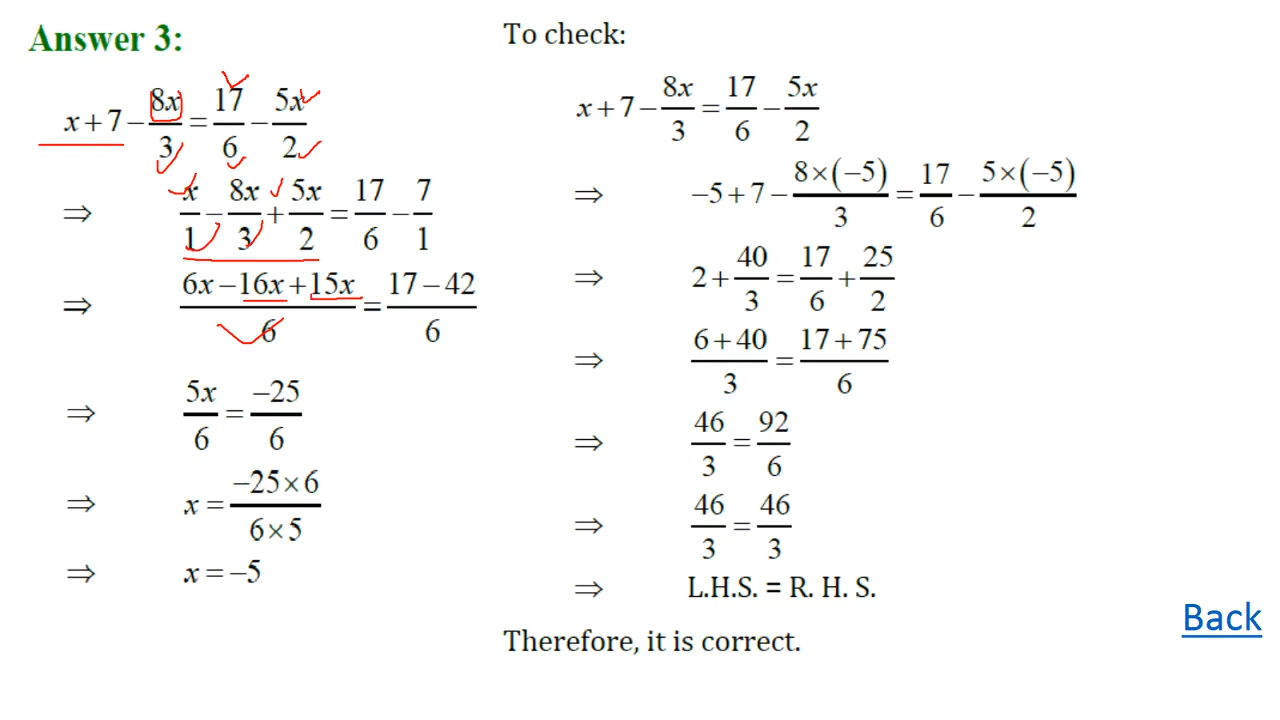 Answer 3:
x + 7 − 8x/3 = 17/6 − 5x/2
⇒ x/1 − 8x/3 + 5x/2 = 17/6 − 7/1
⇒ (6x − 16x + 15x)/6 = (17 − 42)/6
⇒ 5x/6 = −25/6
⇒ x = (−25 × 6)/(6 × 5)
⇒ x = −5
To check:
x + 7 − 8x/3 = 17/6 − 5x/2
⇒ −5 + 7 − (8 × (−5))/3 = 17/6 − (5 × (−5))/2
⇒ 2 + 40/3 = 17/6 + 25/2
⇒ (6 + 40)/3 = (17 + 75)/6
⇒ 46/3 = 92/6
⇒ 46/3 = 46/3
⇒ L.H.S. = R. H. S.
Therefore, it is correct.
Back